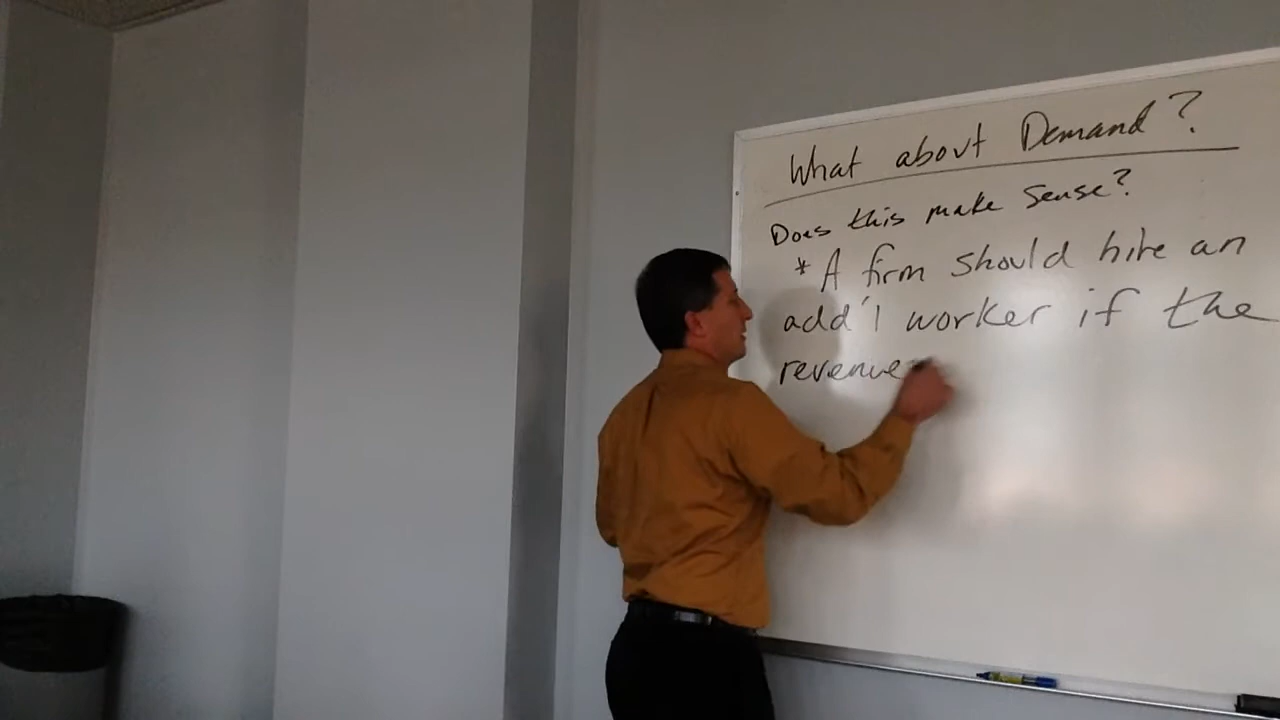 What about Demand?
Does this make sense?
* A firm should hire an
add'l worker if the
revenue